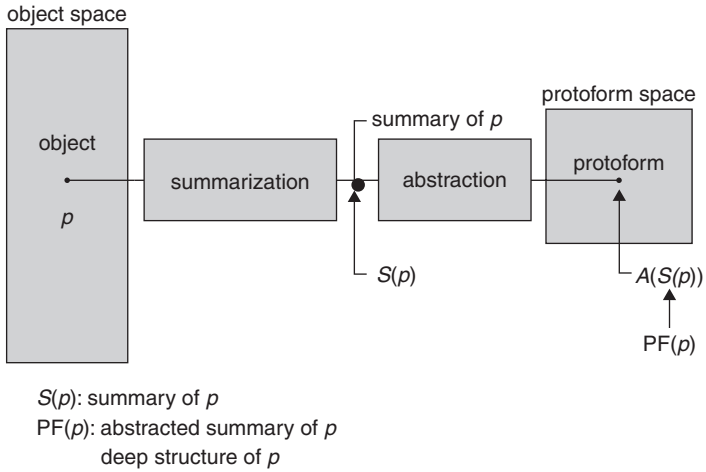 object space
object
p
summarization
summary of p
S(p)
abstraction
protoform space
protoform
A(S(p))
PF(p)
S(p): summary of p
PF(p): abstracted summary of p
deep structure of p